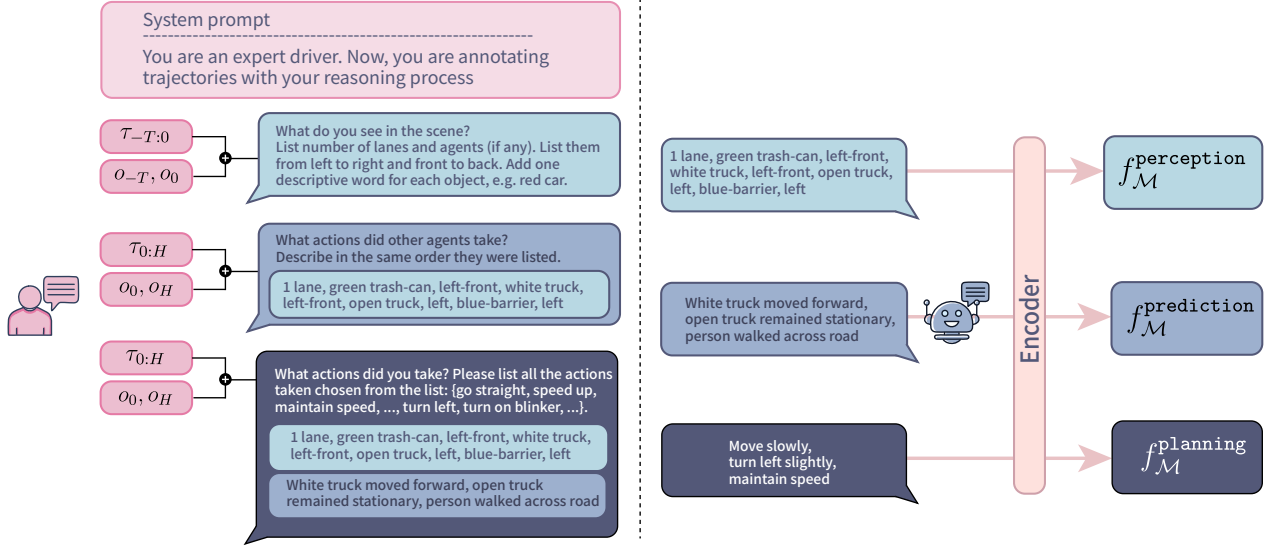 System prompt
You are an expert driver. Now, you are annotating
trajectories with your reasoning process
τ−T:0
o−T, o0
What do you see in the scene?
List number of lanes and agents (if any). List them
from left to right and front to back. Add one
descriptive word for each object, e.g. red car.
τ0:H
o0, oH
What actions did other agents take?
Describe in the same order they were listed.
1 lane, green trash-can, left-front, white truck,
left-front, open truck, left, blue-barrier, left
τ0:H
o0, oH
What actions did you take? Please list all the actions
taken chosen from the list: {go straight, speed up,
maintain speed, ..., turn left, turn on blinker, ...}.
1 lane, green trash-can, left-front, white truck,
left-front, open truck, left, blue-barrier, left
White truck moved forward, open truck
remained stationary, person walked across road
1 lane, green trash-can, left-front,
white truck, left-front, open truck,
left, blue-barrier, left
White truck moved forward,
open truck remained stationary,
person walked across road
Move slowly,
turn left slightly,
maintain speed
Encoder
f_M^perception
f_M^prediction
f_M^planning